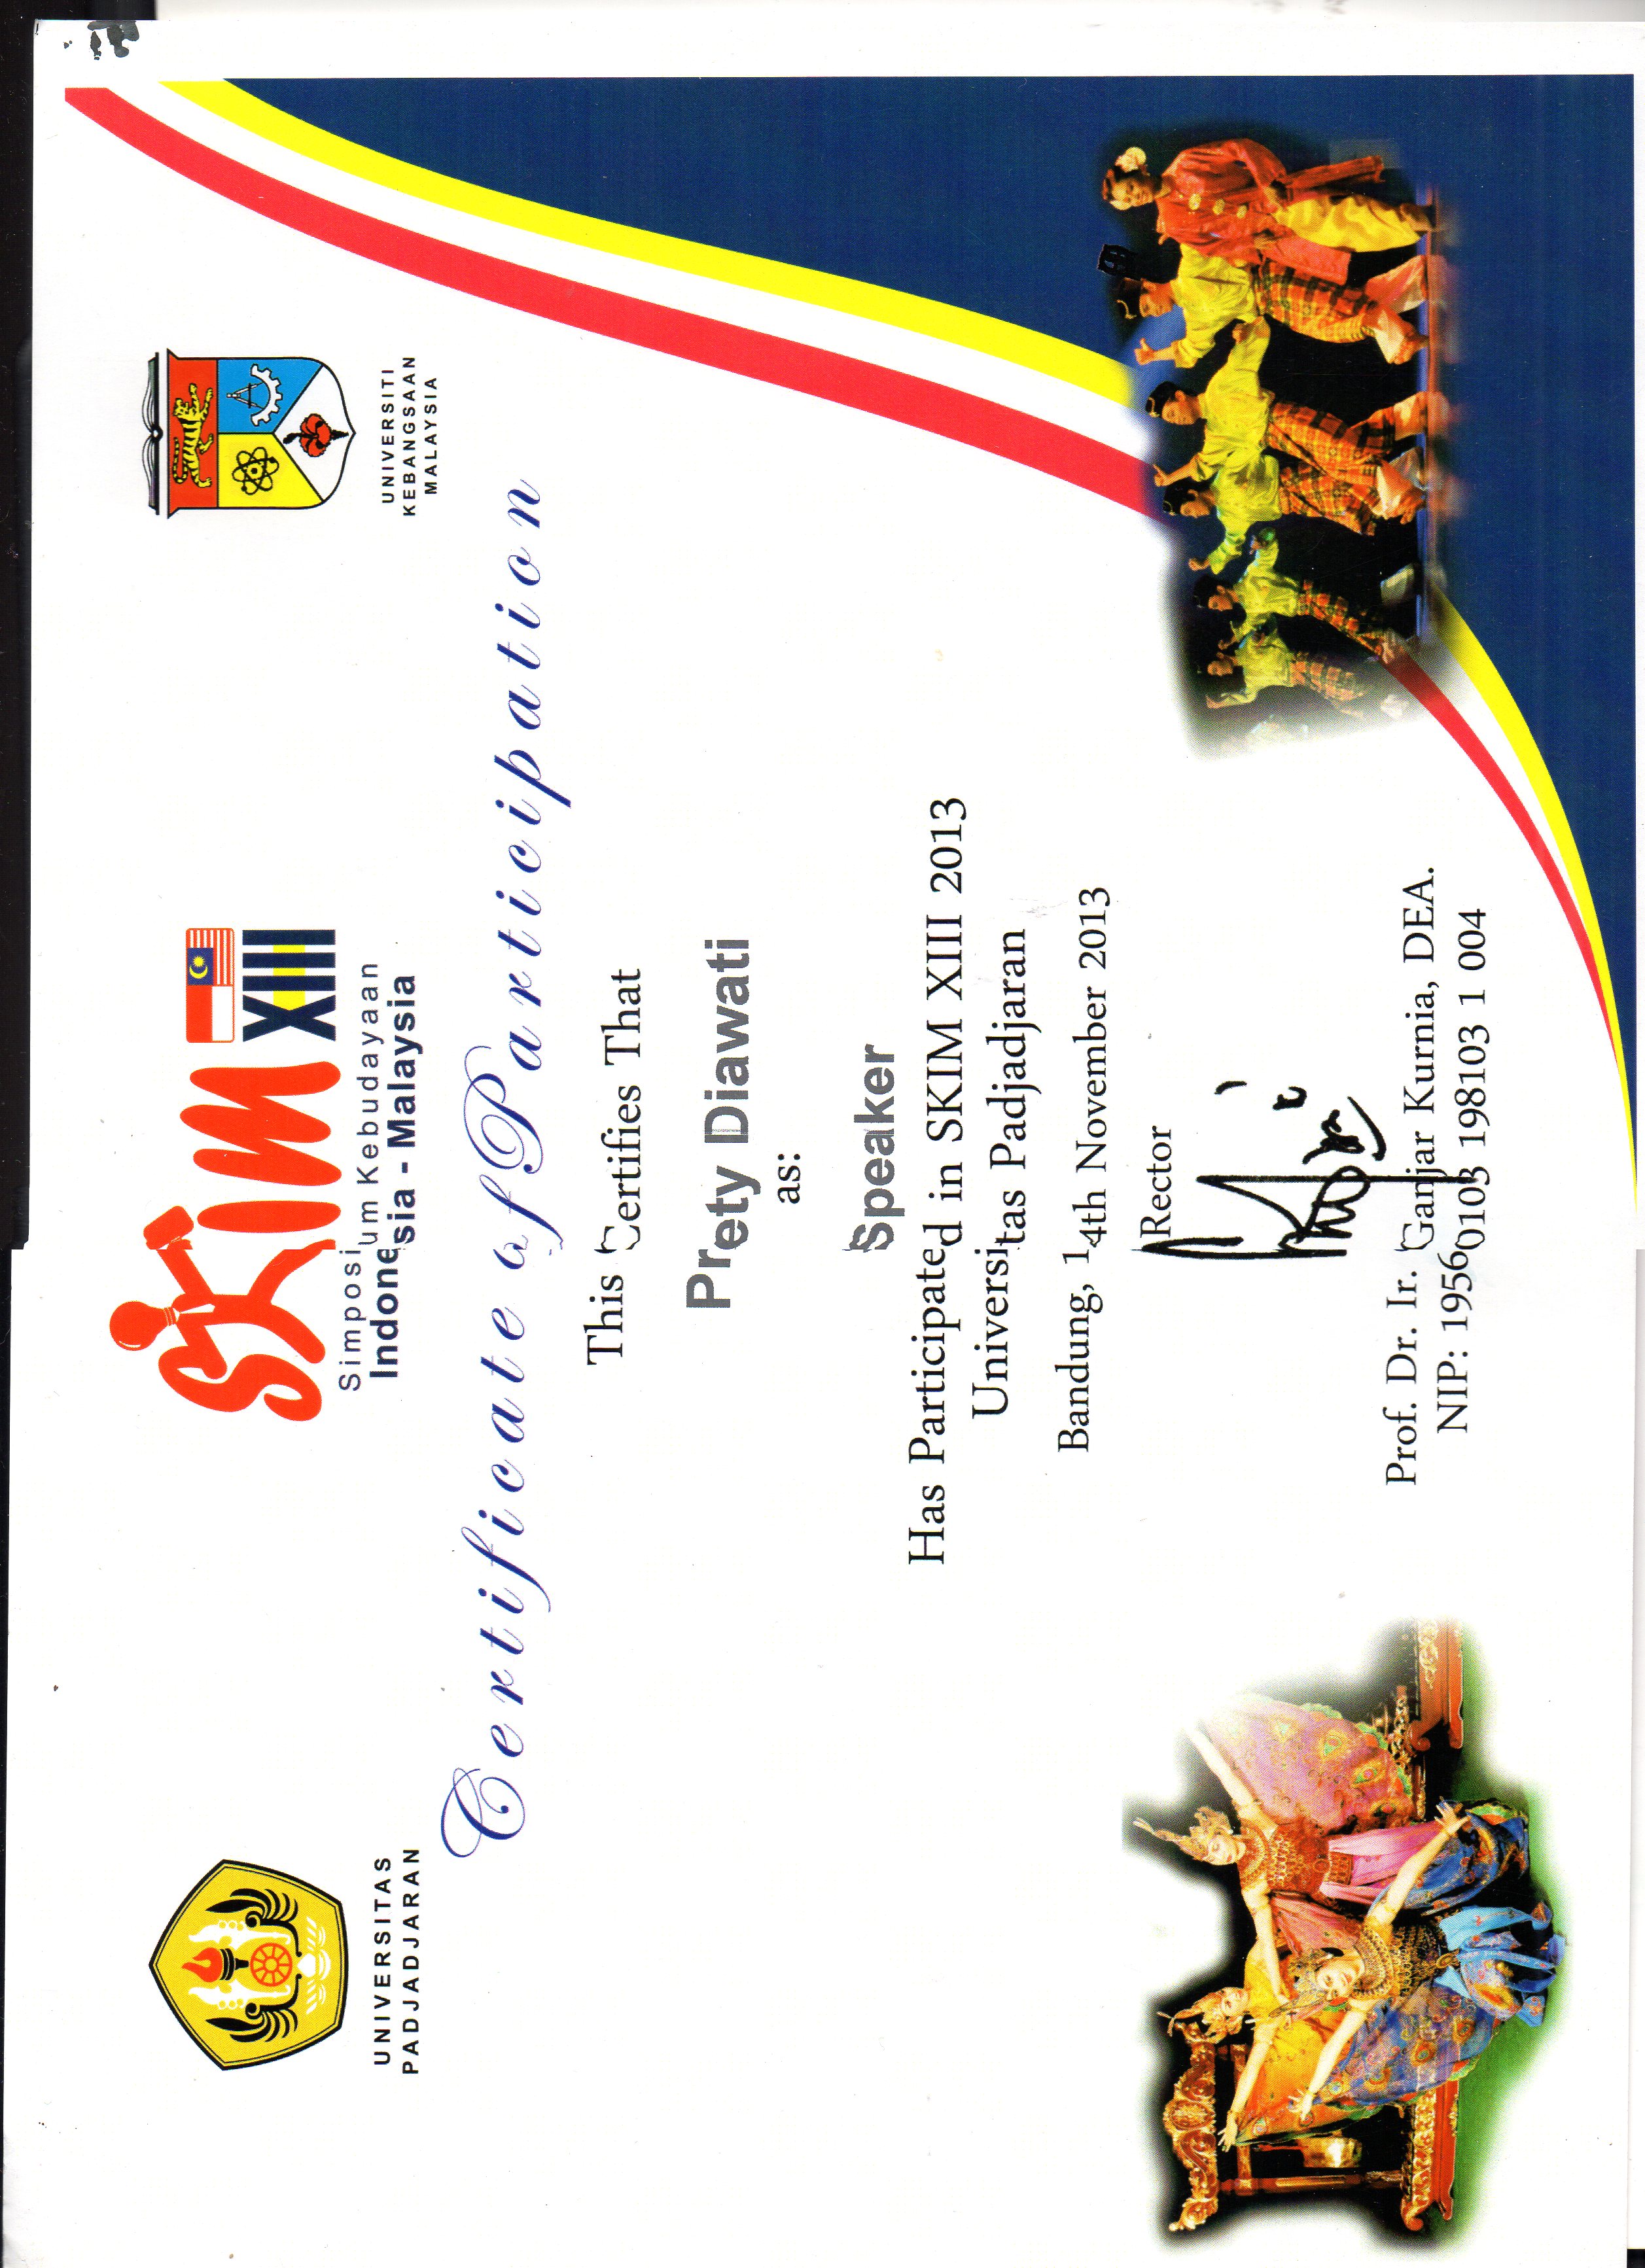 UNIVERSITAS
PADJADJARAN
SKIM XIII
Simposium Kebudayaan
Indonesia - Malaysia
UNIVERSITI
KEBANGSAAN
MALAYSIA
Certificate of Participation
This Certifies That
Prety Diawati
as:
Speaker
Has Participated in SKIM XIII 2013
Universitas Padjadjaran
Bandung, 14th November 2013
Rector
Prof. Dr. Ir. Ganjar Kurnia, DEA.
NIP: 19560103 198103 1 004